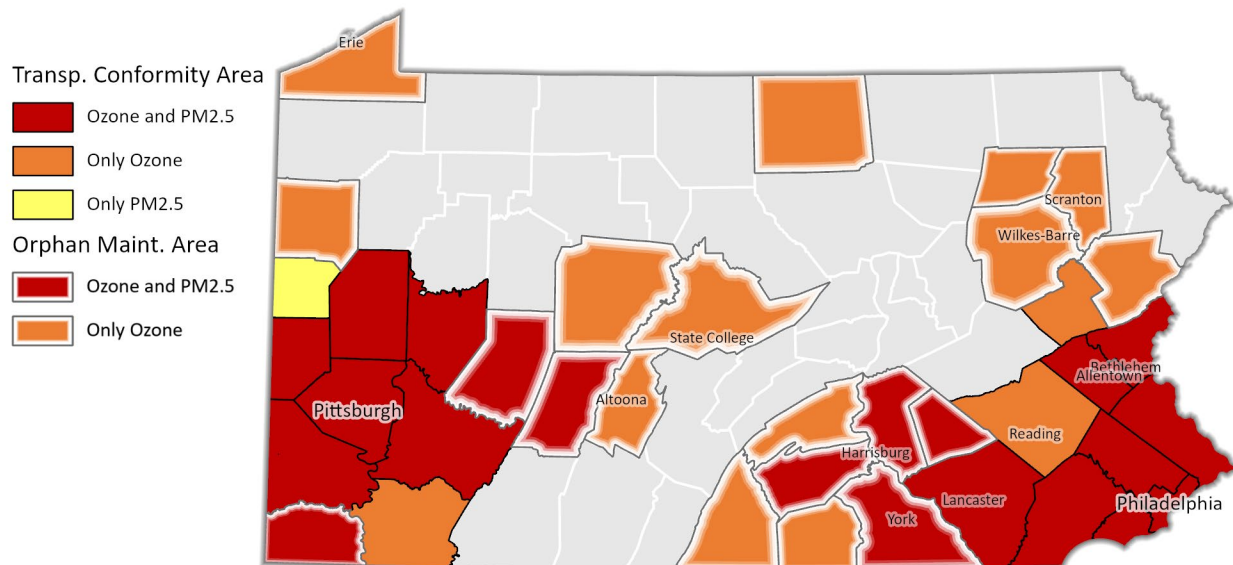 Transp. Conformity Area
Ozone and PM2.5
Only Ozone
Only PM2.5
Orphan Maint. Area
Ozone and PM2.5
Only Ozone
Erie
Scranton
Wilkes-Barre
State College
Bethlehem
Allentown
Altoona
Pittsburgh
Reading
Harrisburg
Lancaster
Philadelphia
York